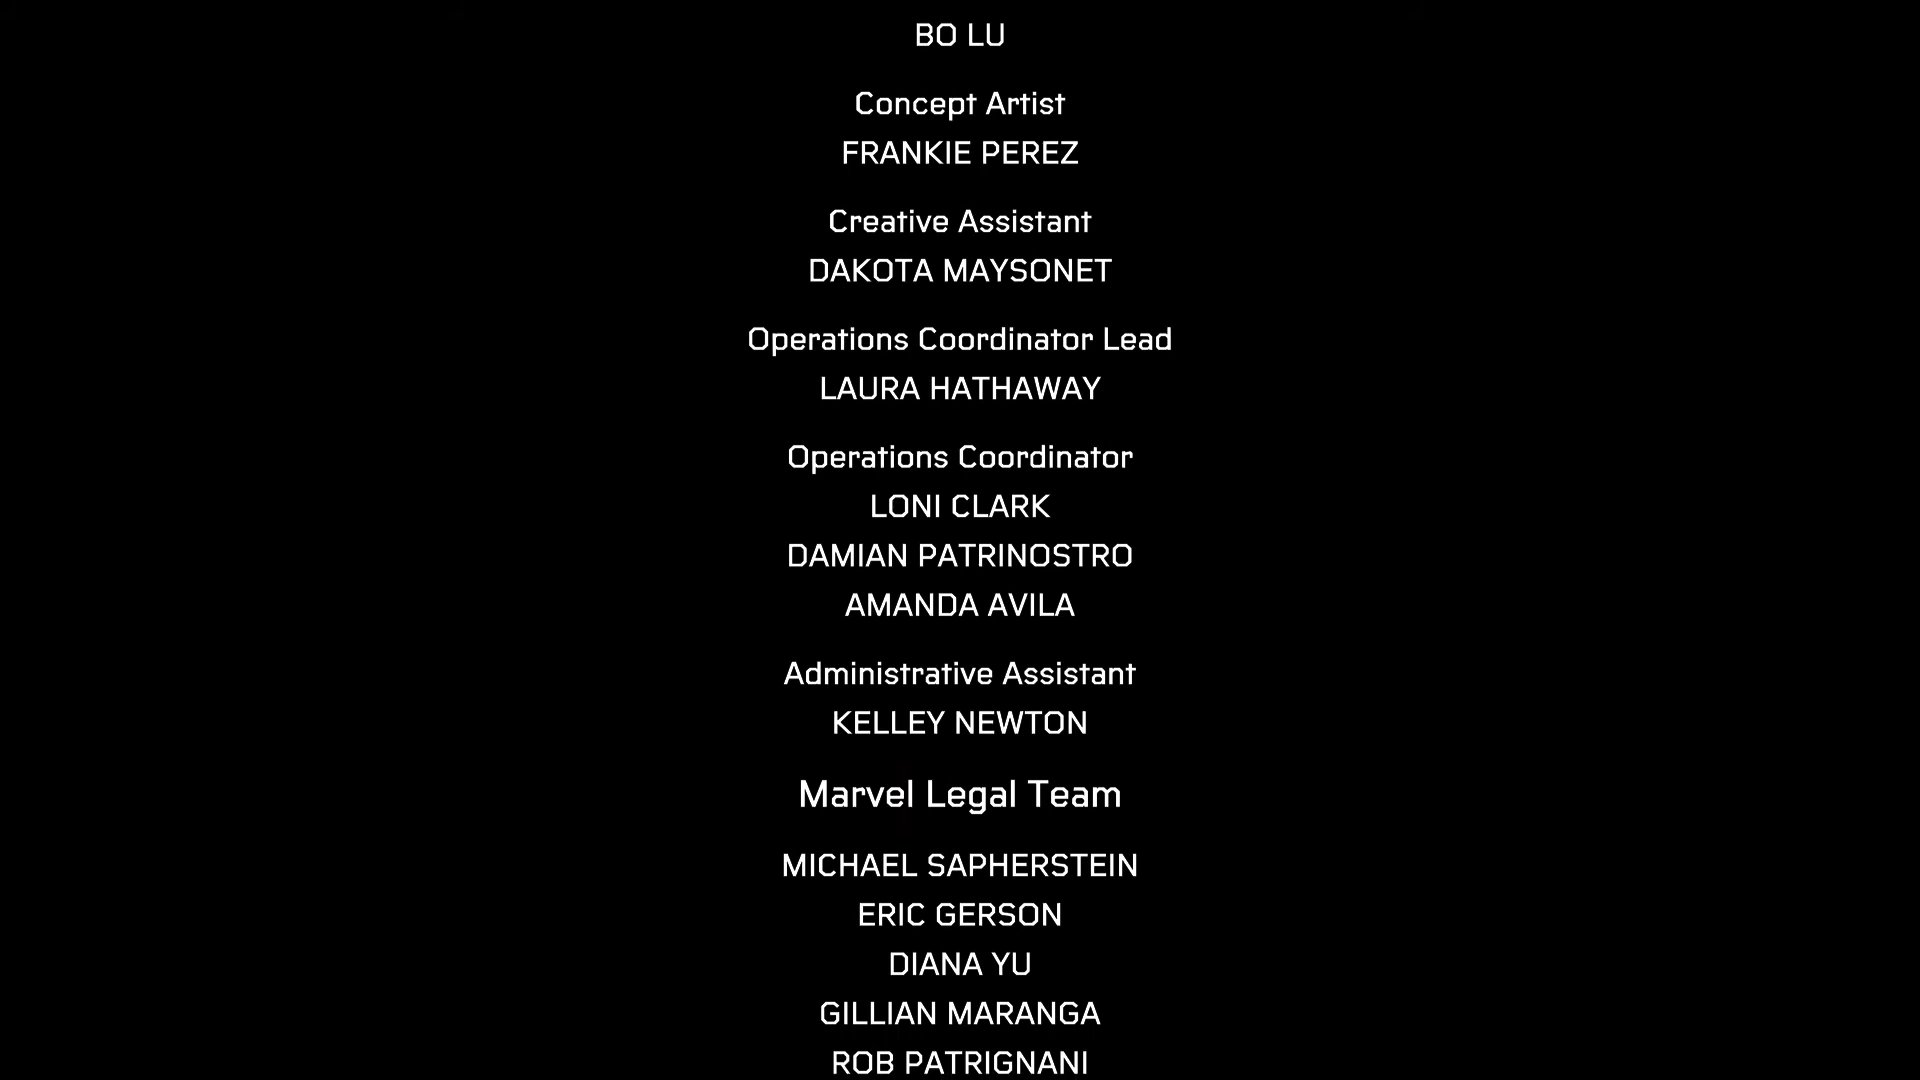 BO LU
Concept Artist
FRANKIE PEREZ
Creative Assistant
DAKOTA MAYSONET
Operations Coordinator Lead
LAURA HATHAWAY
Operations Coordinator
LONI CLARK
DAMIAN PATRINOSTRO
AMANDA AVILA
Administrative Assistant
KELLEY NEWTON
Marvel Legal Team
MICHAEL SAPHERSTEIN
ERIC GERSON
DIANA YU
GILLIAN MARANGA
ROB PATRIGNANI